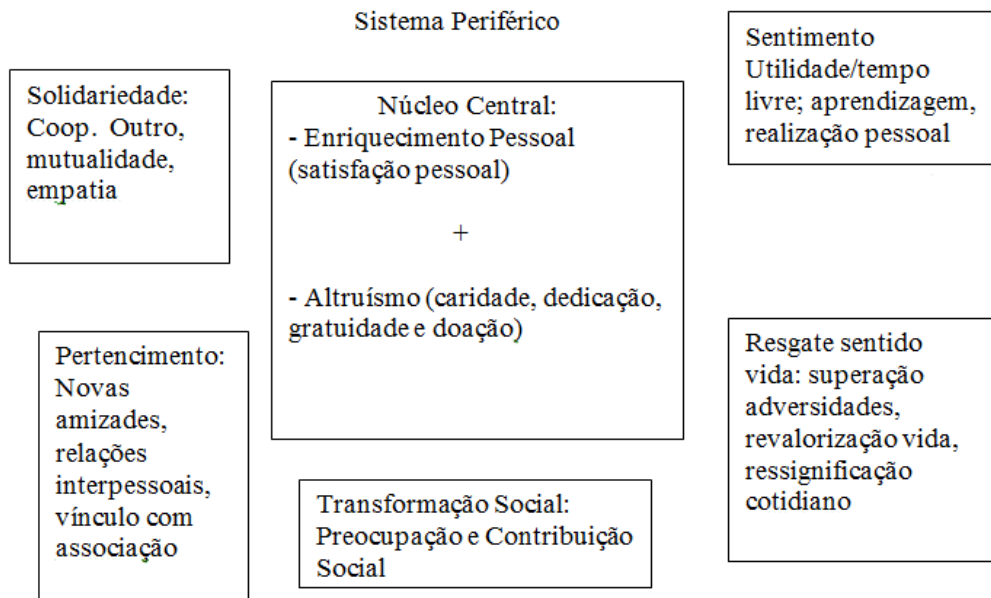 Sistema Periférico
Solidariedade:
Coop. Outro,
mutualidade,
empatia
Núcleo Central:
- Enriquecimento Pessoal
(satisfação pessoal)
+
- Altruísmo (caridade, dedicação,
gratuidade e doação)
Sentimento
Utilidade/tempo
livre; aprendizagem,
realização pessoal
Pertencimento:
Novas
amizades,
relações
interpessoais,
vínculo com
associação
Transformação Social:
Preocupação e Contribuição
Social
Resgate sentido
vida: superação
adversidades,
revalorização vida,
ressignificação
cotidiano